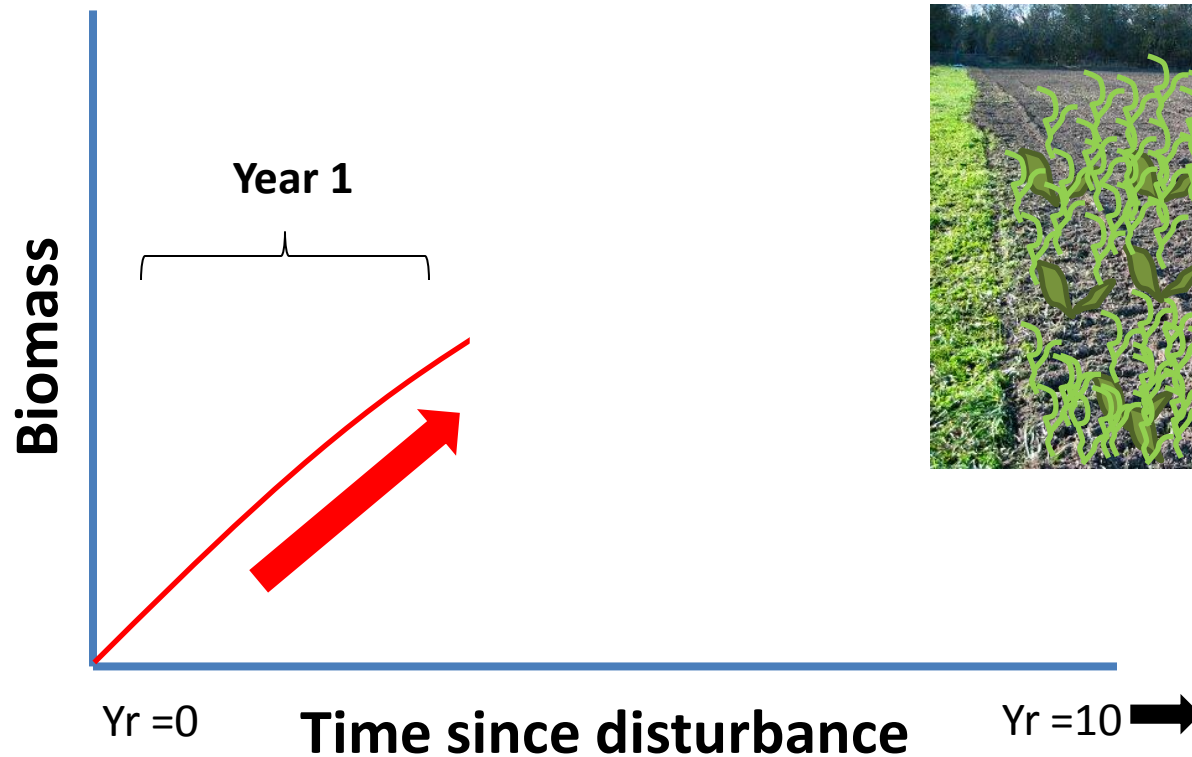 Year 1
Biomass
Yr =0
Time since disturbance
Yr =10